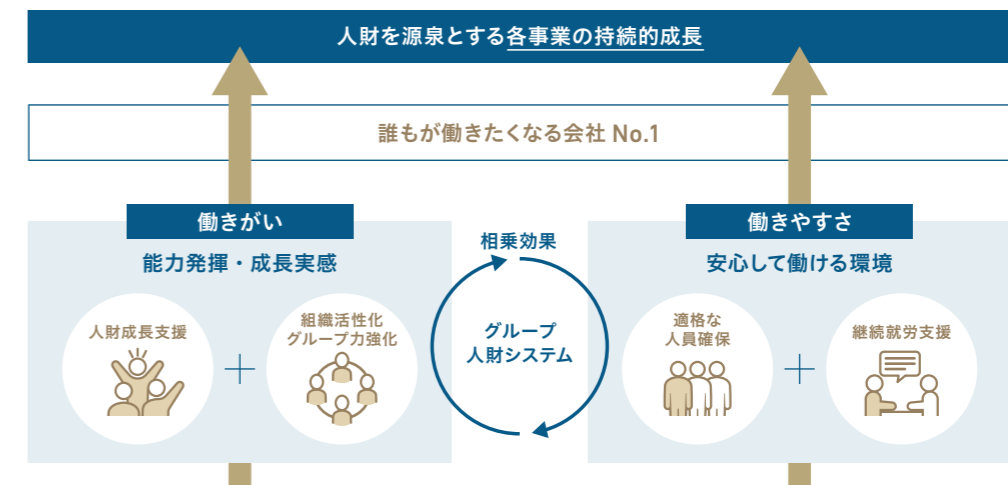 人財を源泉とする各事業の持続的成長
誰もが働きたくなる会社 No.1
働きがい
能力発揮・成長実感
人財成長支援
組織活性化
グループ力強化
相乗効果
グループ
人財システム
働きやすさ
安心して働ける環境
適格な
人員確保
継続就労支援